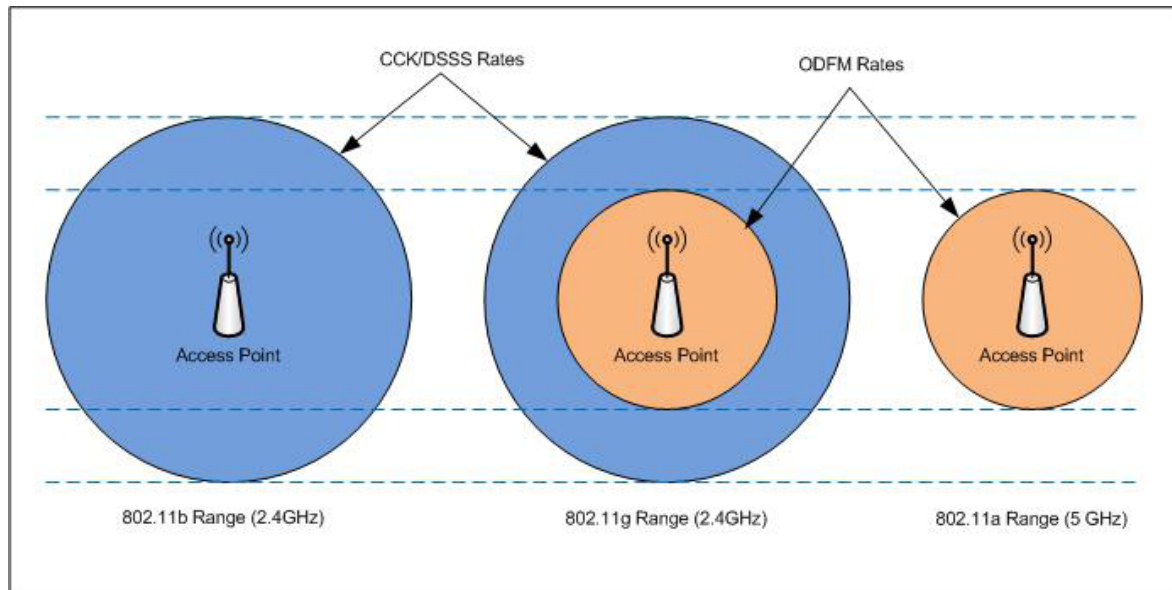 CCK/DSSS Rates
ODFM Rates
Access Point
Access Point
Access Point
802.11b Range (2.4GHz)
802.11g Range (2.4GHz)
802.11a Range (5 GHz)